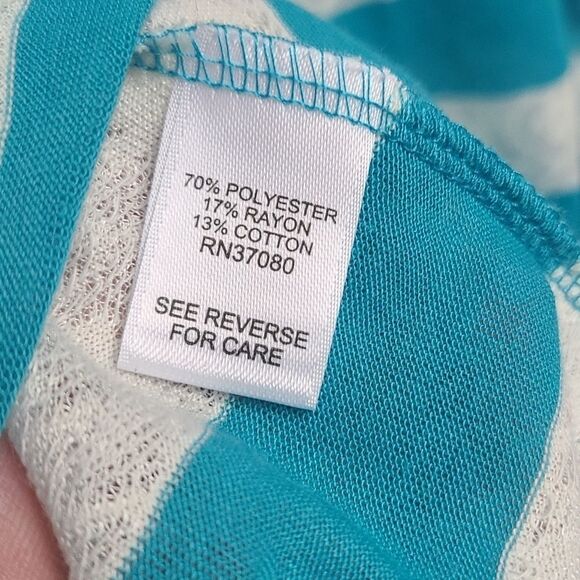 70% POLYESTER
17% RAYON
13% COTTON
RN37080
SEE REVERSE
FOR CARE